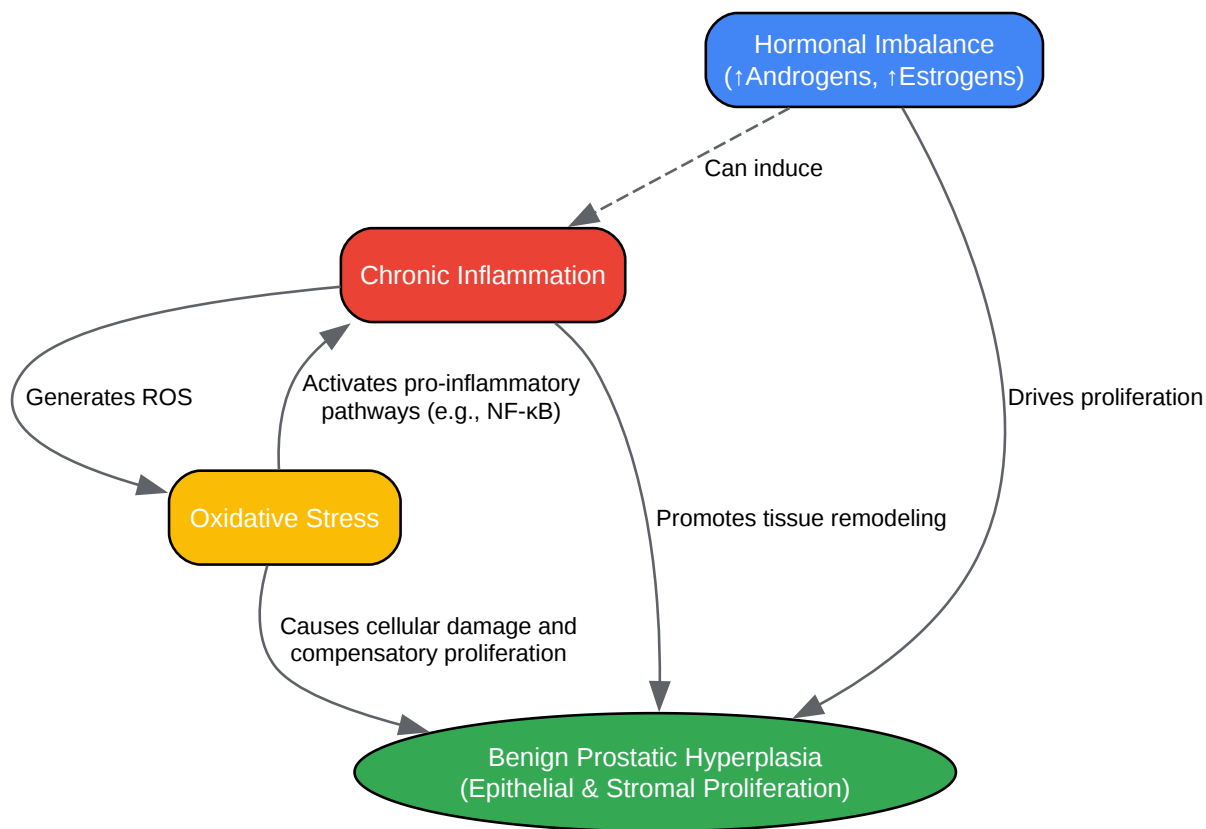 Hormonal Imbalance
(↑Androgens, ↑Estrogens)
Can induce
Chronic Inflammation
Generates ROS
Activates pro-inflammatory
pathways (e.g., NF-κB)
Drives proliferation
Oxidative Stress
Promotes tissue remodeling
Causes cellular damage and
compensatory proliferation
Benign Prostatic Hyperplasia
(Epithelial & Stromal Proliferation)